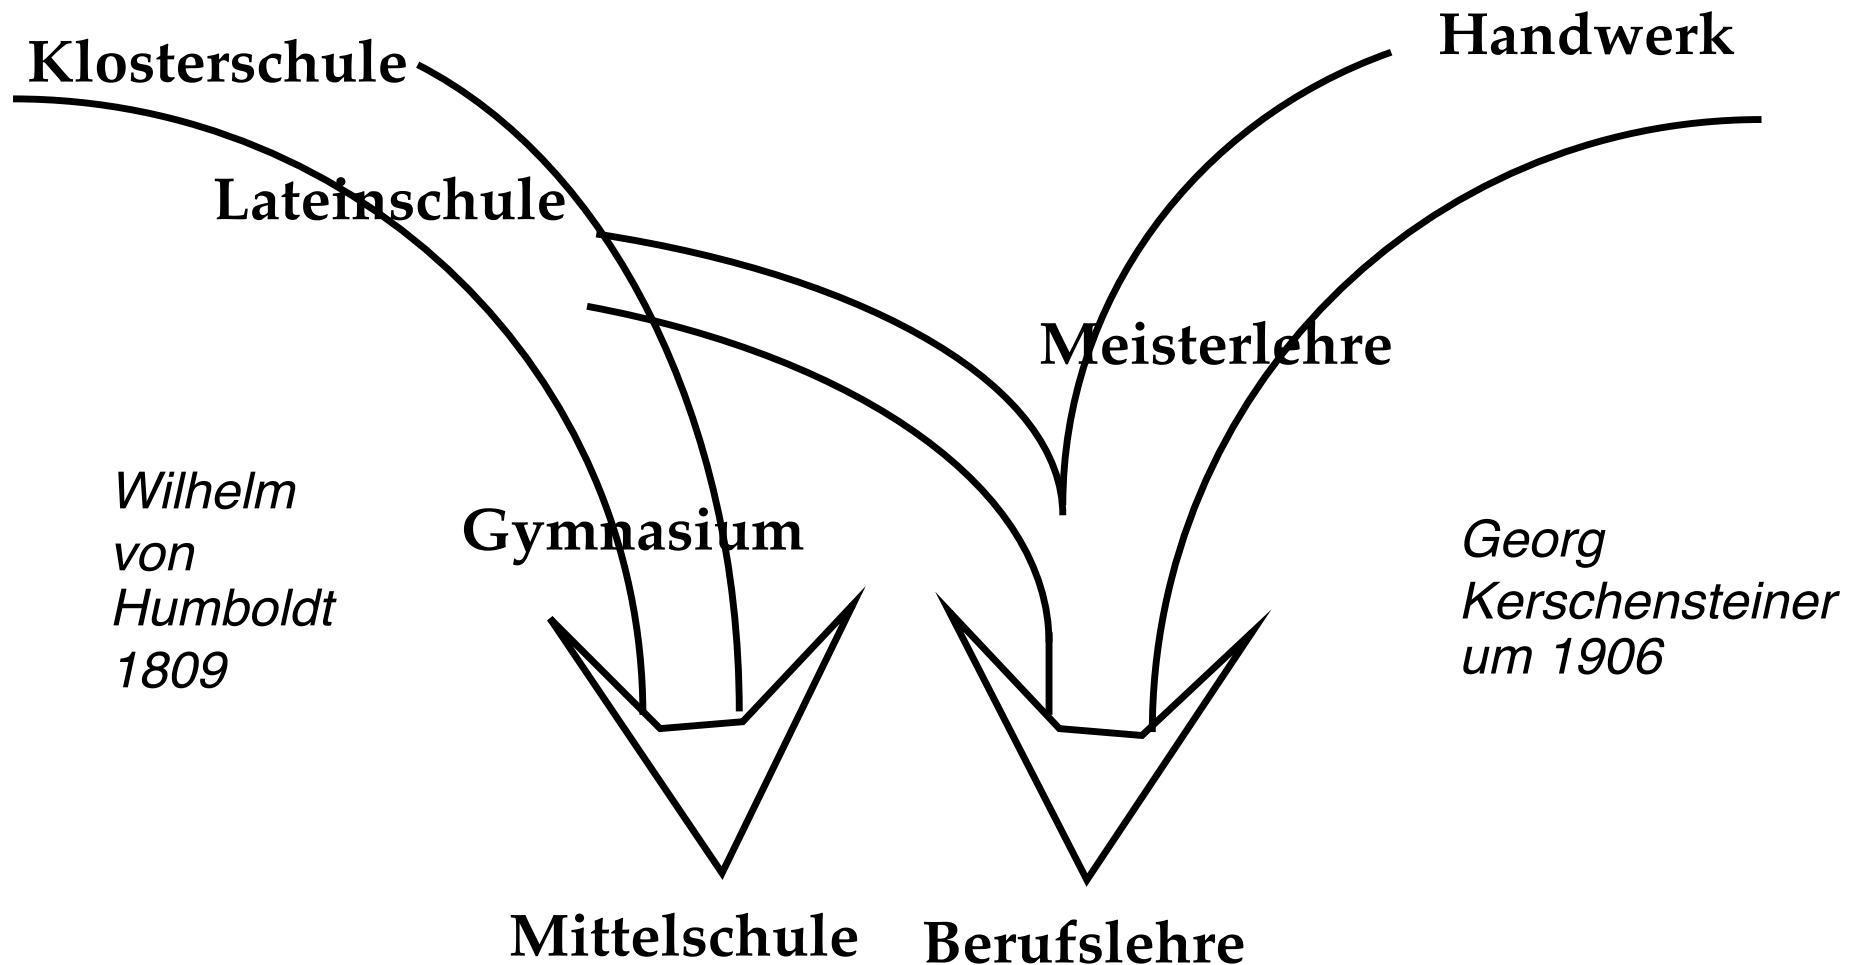 Klosterschule
Handwerk
Lateinschule
Meisterlehre
Wilhelm
von
Humboldt
1809
Gymnasium
Georg
Kerschensteiner
um 1906
Mittelschule
Berufslehre